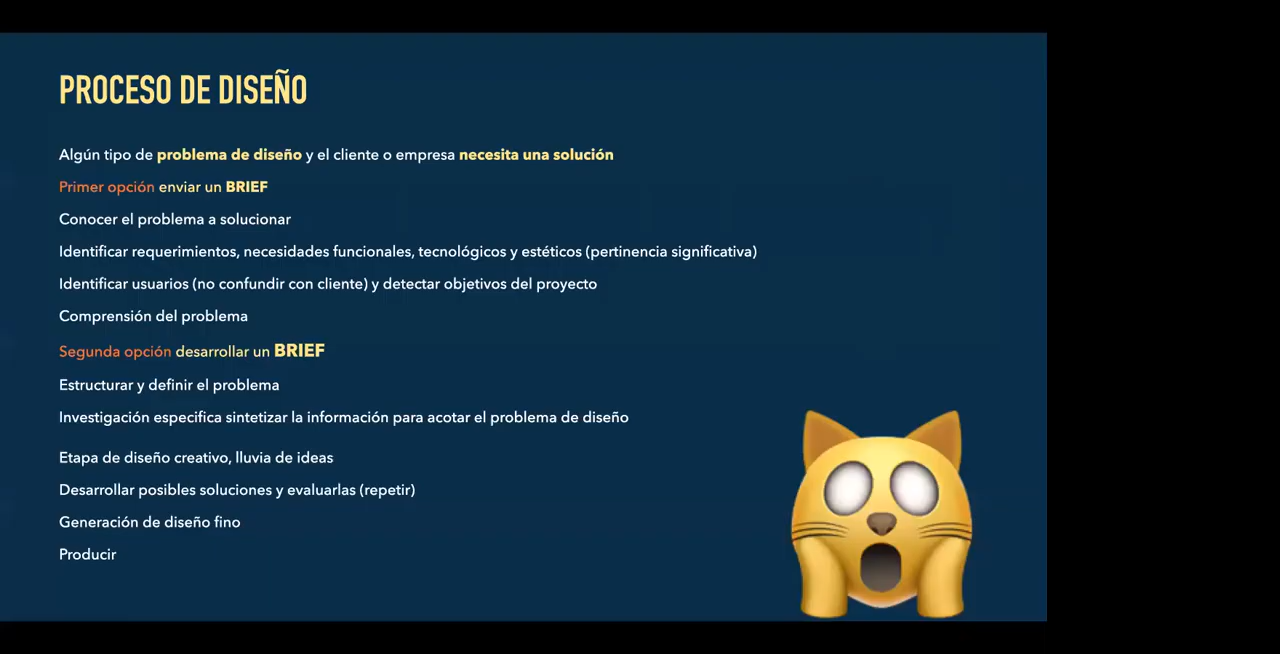 PROCESO DE DISEÑO
Algún tipo de problema de diseño y el cliente o empresa necesita una solución
Primer opción enviar un BRIEF
Conocer el problema a solucionar
Identificar requerimientos, necesidades funcionales, tecnológicos y estéticos (pertinencia significativa)
Identificar usuarios (no confundir con cliente) y detectar objetivos del proyecto
Comprensión del problema
Segunda opción desarrollar un BRIEF
Estructurar y definir el problema
Investigación especifica sintetizar la información para acotar el problema de diseño
Etapa de diseño creativo, lluvia de ideas
Desarrollar posibles soluciones y evaluarlas (repetir)
Generación de diseño fino
Producir